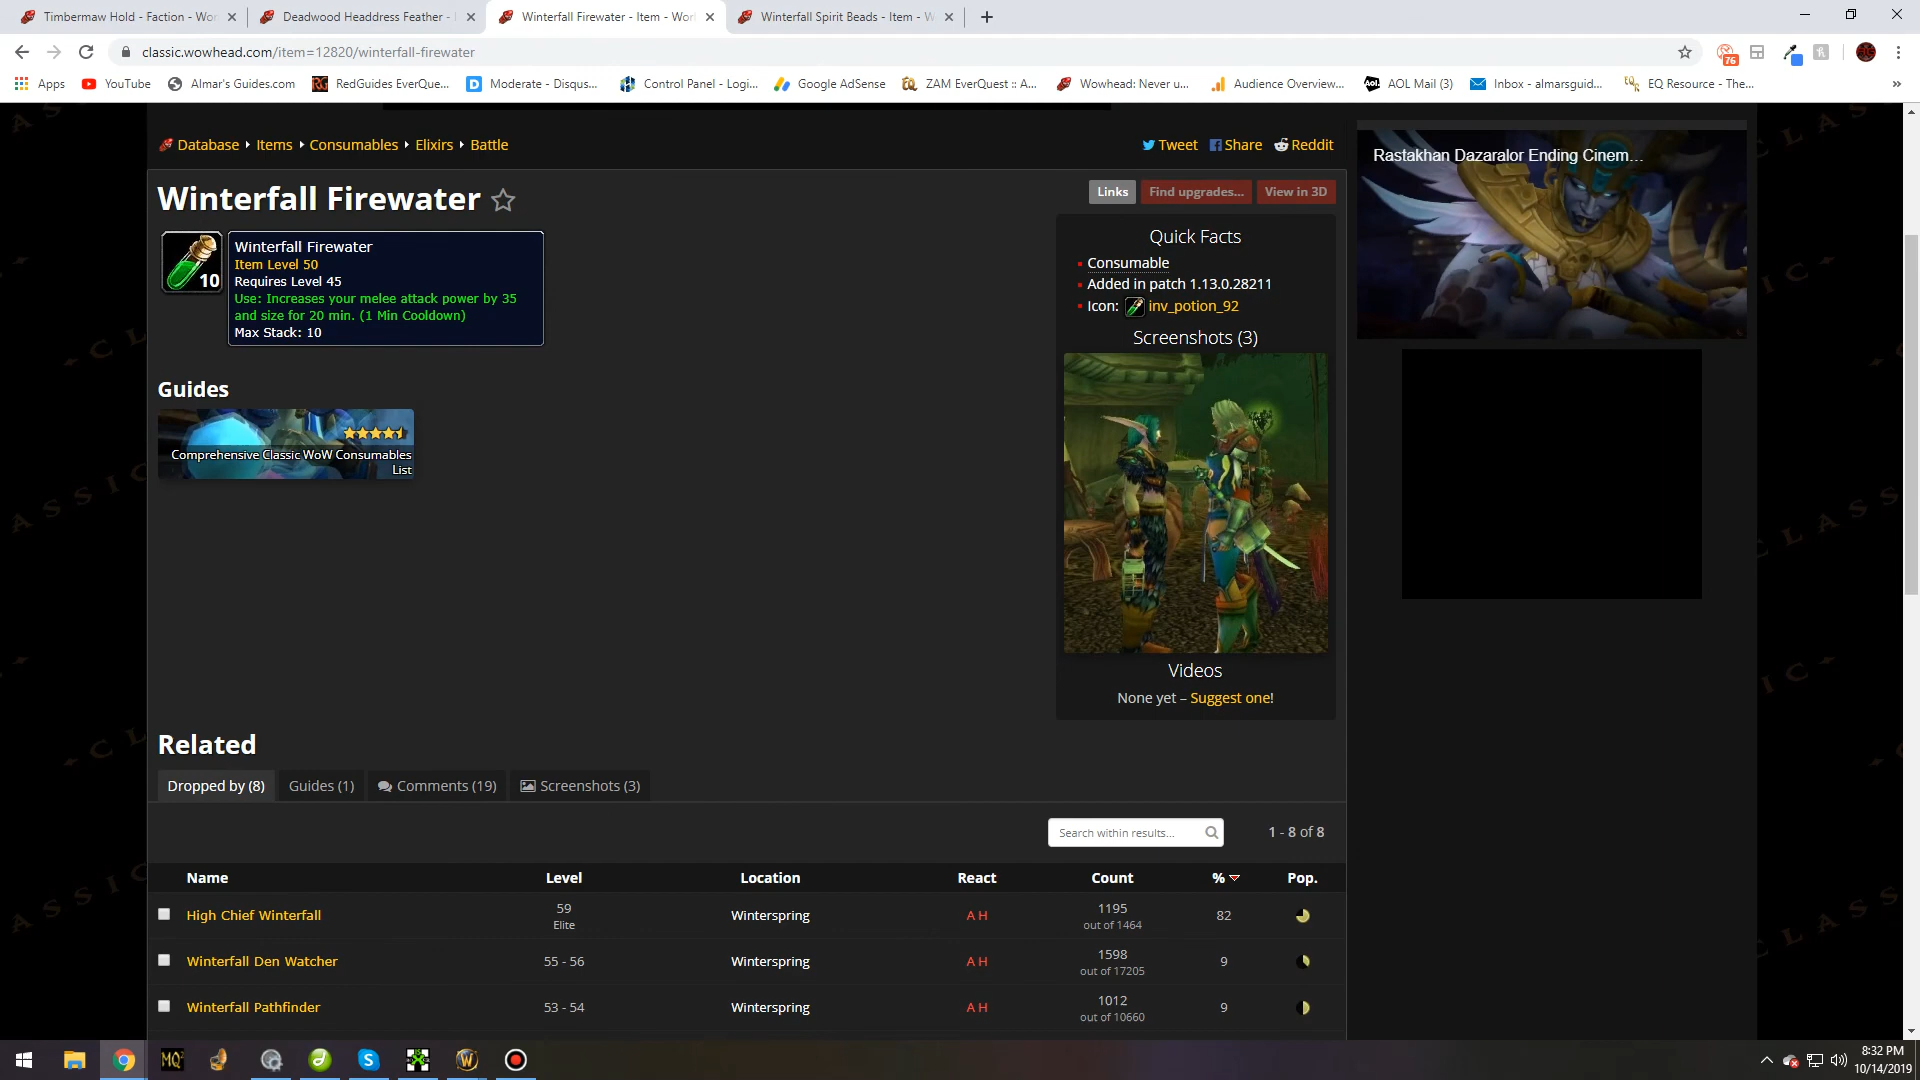 Timbermaw Hold - Faction - Wor
Deadwood Headdress Feather -
Winterfall Firewater - Item - Worl
Winterfall Spirit Beads - Item - W
classic.wowhead.com/item=12820/winterfall-firewater
76
Apps
YouTube
Almar's Guides.com
RedGuides EverQue...
Moderate - Disqus...
Control Panel - Logi...
Google AdSense
ZAM EverQuest :: A...
Wowhead: Never u...
Audience Overview...
AOL Mail (3)
Inbox - almarsguid...
EQ Resource - The...
Database
Items
Consumables
Elixirs
Battle
Tweet
Share
Reddit
Rastakhan Dazaralor Ending Cinem...
Winterfall Firewater
Links
Find upgrades...
View in 3D
10
Winterfall Firewater
Item Level 50
Requires Level 45
Use: Increases your melee attack power by 35
and size for 20 min. (1 Min Cooldown)
Max Stack: 10
Quick Facts
Consumable
Added in patch 1.13.0.28211
Icon: inv_potion_92
Screenshots (3)
Guides
Comprehensive Classic WoW Consumables
List
Videos
None yet – Suggest one!
Related
Dropped by (8)
Guides (1)
Comments (19)
Screenshots (3)
Search within results...
1 - 8 of 8
Name Level Location React Count % Pop.
High Chief Winterfall 59 Elite Winterspring A H 1195 out of 1464 82
Winterfall Den Watcher 55 - 56 Winterspring A H 1598 out of 17205 9
Winterfall Pathfinder 53 - 54 Winterspring A H 1012 out of 10660 9
MQ2
8:32 PM
10/14/2019